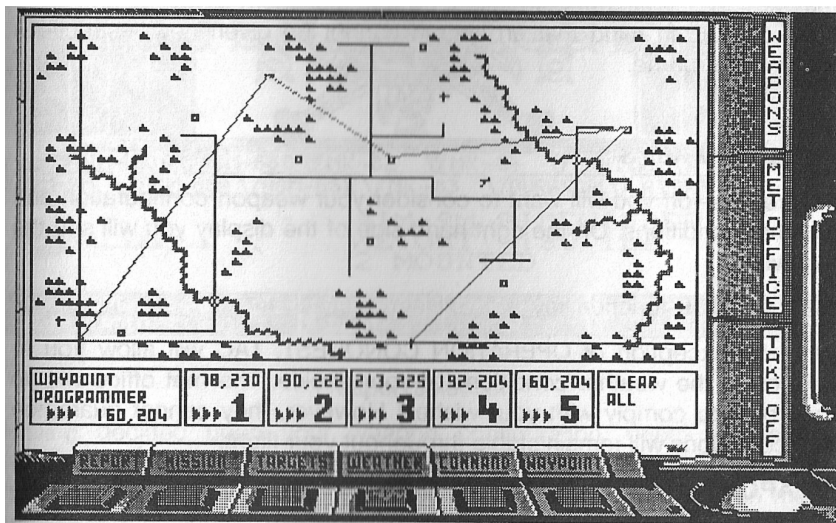 WEAPONS
MET OFFICE
TAKE OFF
WAYPOINT
PROGRAMMER
160,204
178,230
1
190,222
2
213,225
3
192,204
4
160,204
5
CLEAR
ALL
REPORT
MISSION
TARGETS
WEATHER
COMMAND
WAYPOINT